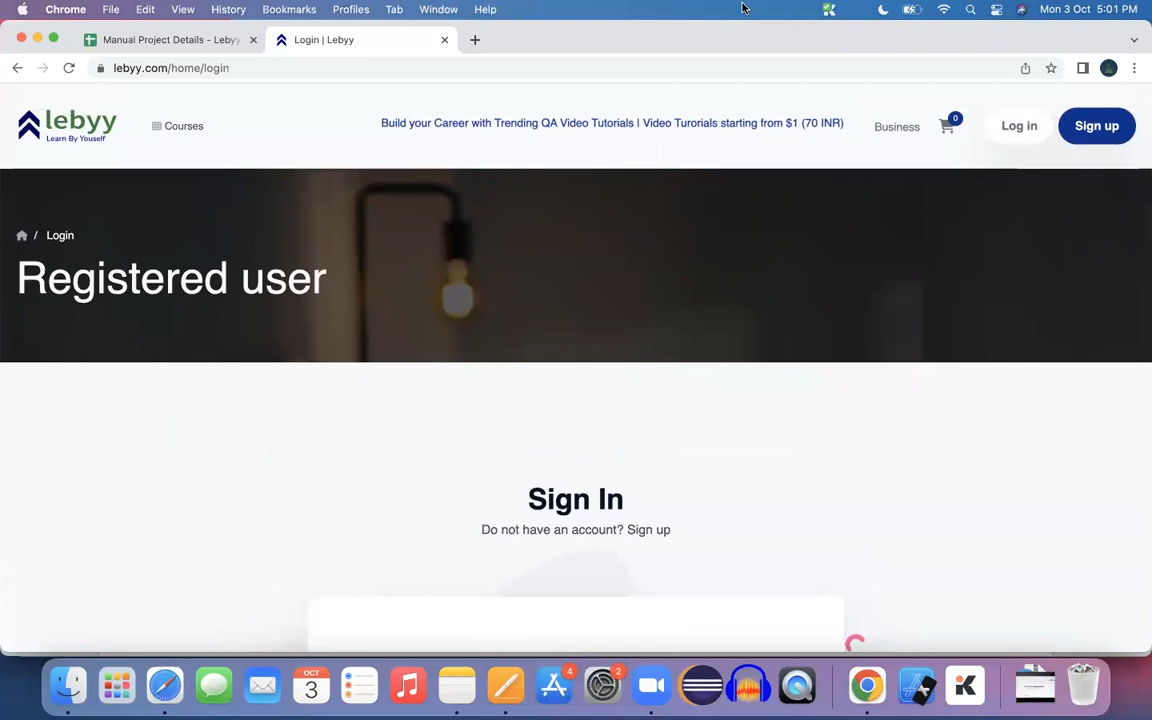 Chrome File Edit View History Bookmarks Profiles Tab Window Help Mon 3 Oct 5:01 PM
Manual Project Details - Lebyy Login | Lebyy
lebyy.com/home/login
lebyy
Learn By Youself
Courses
Build your Career with Trending QA Video Tutorials | Video Turorials starting from $1 (70 INR)
Business
0
Log in
Sign up
/ Login
Registered user
Sign In
Do not have an account? Sign up
OCT
3
4
2